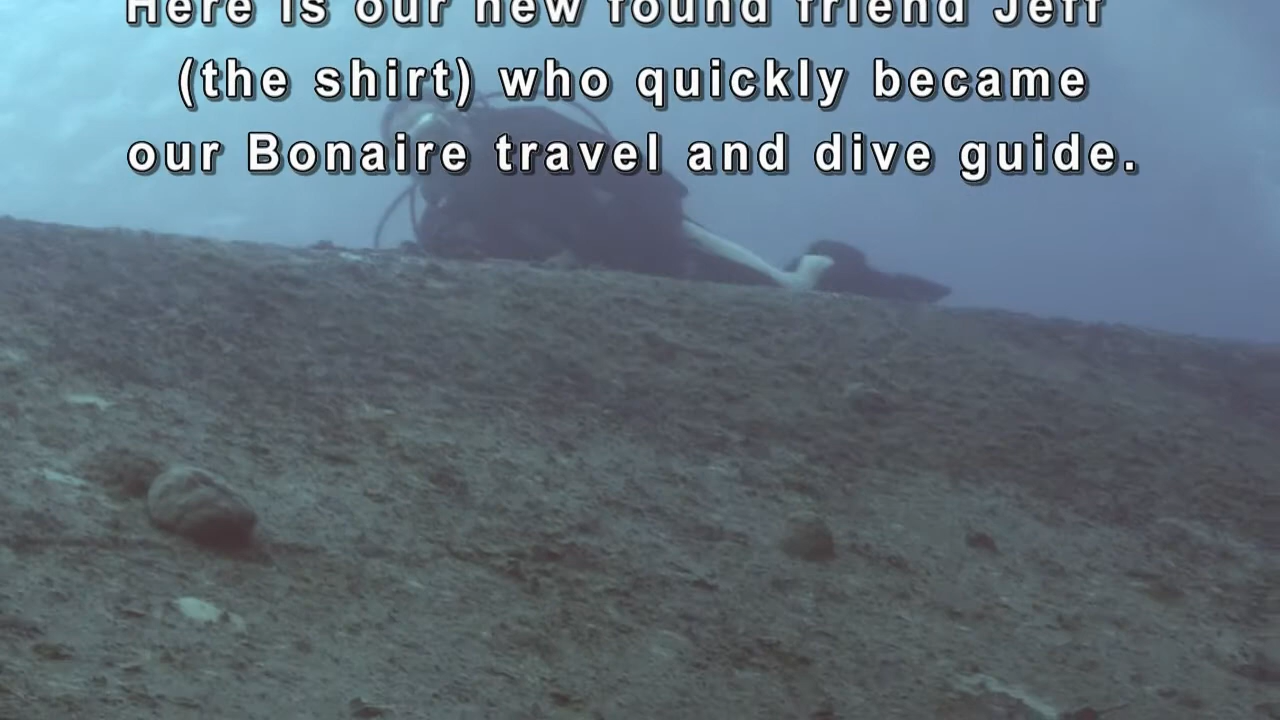 Here is our new found friend Jeff
(the shirt) who quickly became
our Bonaire travel and dive guide.